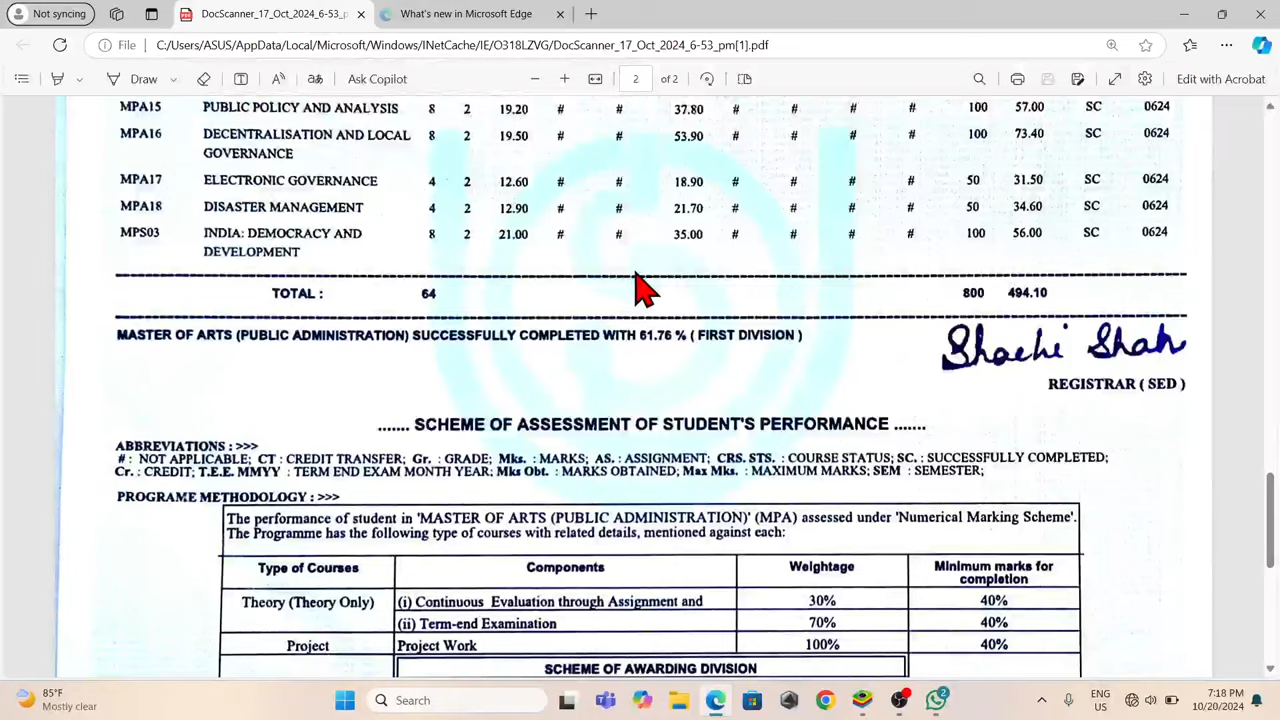 Not syncing
DocScanner_17_Oct_2024_6-53_p
What's new in Microsoft Edge
File C:/Users/ASUS/AppData/Local/Microsoft/Windows/INetCache/IE/O318LZVG/DocScanner_17_Oct_2024_6-53_pm[1].pdf
Draw Ask Copilot 2 of 2 Edit with Acrobat
MPA15 PUBLIC POLICY AND ANALYSIS 8 2 19.20 # # 37.80 # # # # 100 57.00 SC 0624
MPA16 DECENTRALISATION AND LOCAL 8 2 19.50 # # 53.90 # # # # 100 73.40 SC 0624
GOVERNANCE
MPA17 ELECTRONIC GOVERNANCE 4 2 12.60 # # 18.90 # # # # 50 31.50 SC 0624
MPA18 DISASTER MANAGEMENT 4 2 12.90 # # 21.70 # # # # 50 34.60 SC 0624
MPS03 INDIA: DEMOCRACY AND 8 2 21.00 # # 35.00 # # # # 100 56.00 SC 0624
DEVELOPMENT
TOTAL : 64 800 494.10
MASTER OF ARTS (PUBLIC ADMINISTRATION) SUCCESSFULLY COMPLETED WITH 61.76 % ( FIRST DIVISION )
Shachi Shah
REGISTRAR ( SED )
....... SCHEME OF ASSESSMENT OF STUDENT'S PERFORMANCE .......
ABBREVIATIONS : >>>
# : NOT APPLICABLE; CT : CREDIT TRANSFER; Gr. : GRADE; Mks. : MARKS; AS. : ASSIGNMENT; CRS. STS. : COURSE STATUS; SC. : SUCCESSFULLY COMPLETED;
Cr. : CREDIT; T.E.E. MMYY : TERM END EXAM MONTH YEAR; Mks Obt. : MARKS OBTAINED; Max Mks. : MAXIMUM MARKS; SEM : SEMESTER;
PROGRAME METHODOLOGY : >>>
The performance of student in 'MASTER OF ARTS (PUBLIC ADMINISTRATION)' (MPA) assessed under 'Numerical Marking Scheme'.
The Programme has the following type of courses with related details, mentioned against each:
Type of Courses Components Weightage Minimum marks for
completion
Theory (Theory Only) (i) Continuous Evaluation through Assignment and 30% 40%
(ii) Term-end Examination 70% 40%
Project Project Work 100% 40%
SCHEME OF AWARDING DIVISION
85°F
Mostly clear
Search
2
ENG
US
7:18 PM
10/20/2024